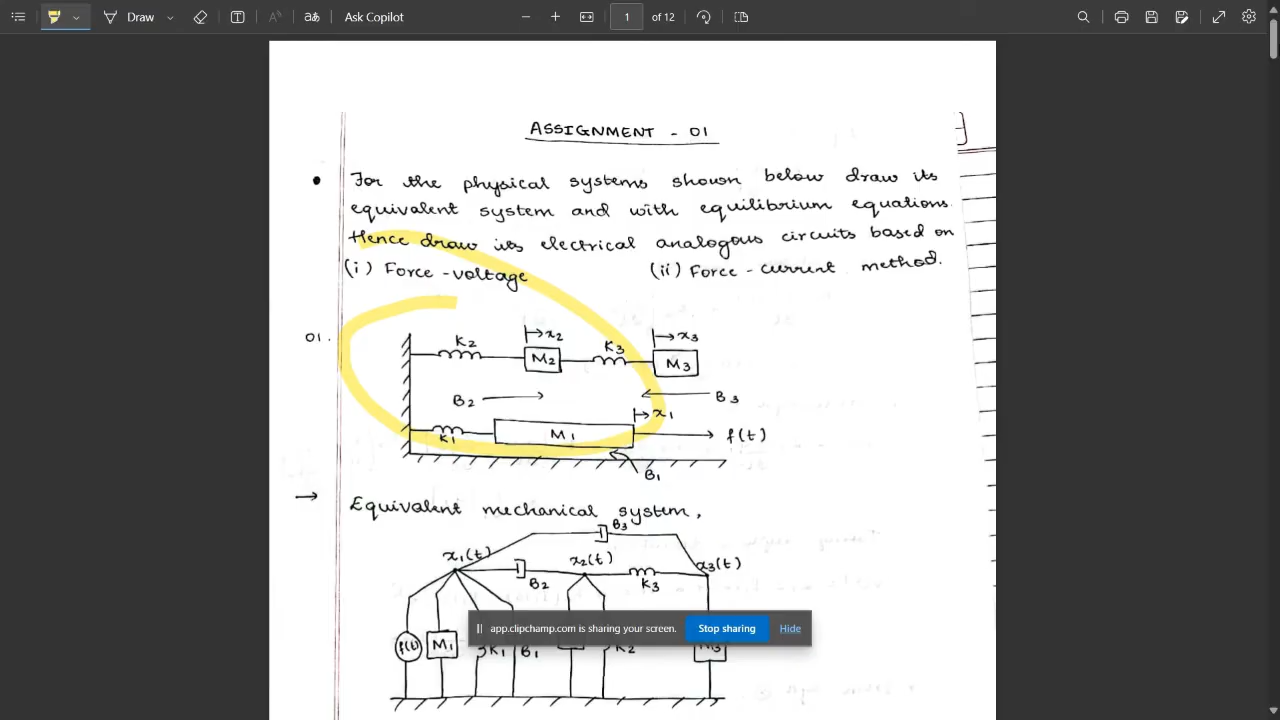 Draw
Ask Copilot
1
of 12
ASSIGNMENT - 01
• For the physical systems shown below draw its
equivalent system and with equilibrium equations.
Hence draw its electrical analogous circuits based on
(i) Force - voltage (ii) Force - current method.
01.
K2
x2
M2
K3
x3
M3
B2
B3
x1
K1
M1
f(t)
B1
→ Equivalent mechanical system,
B3
x1(t)
x2(t)
x3(t)
B2
K3
app.clipchamp.com is sharing your screen.
Stop sharing
Hide
f(t)
M1
K1
B1
K2
M3